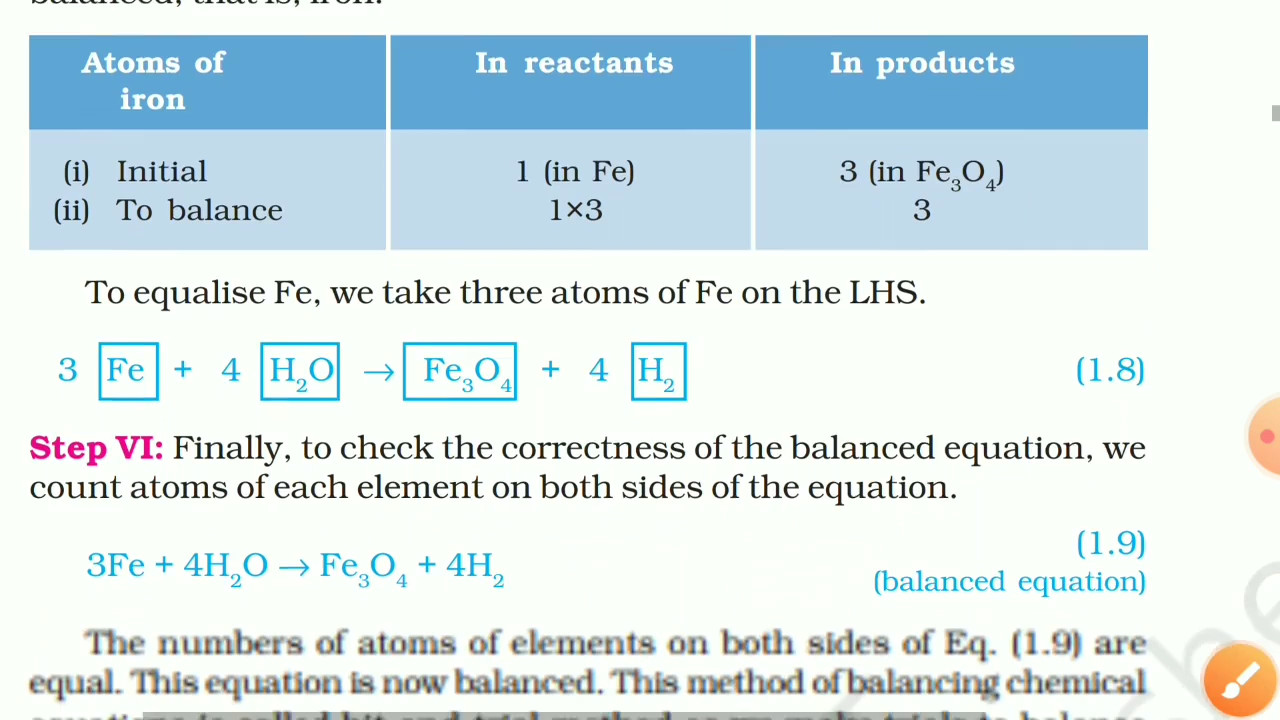 balanced, that is, iron.
Atoms of In reactants In products
iron
(i) Initial 1 (in Fe) 3 (in Fe₃O₄)
(ii) To balance 1×3 3
To equalise Fe, we take three atoms of Fe on the LHS.
3 Fe + 4 H₂O → Fe₃O₄ + 4 H₂ (1.8)
Step VI: Finally, to check the correctness of the balanced equation, we
count atoms of each element on both sides of the equation.
3Fe + 4H₂O → Fe₃O₄ + 4H₂ (1.9)
(balanced equation)
The numbers of atoms of elements on both sides of Eq. (1.9) are
equal. This equation is now balanced. This method of balancing chemical